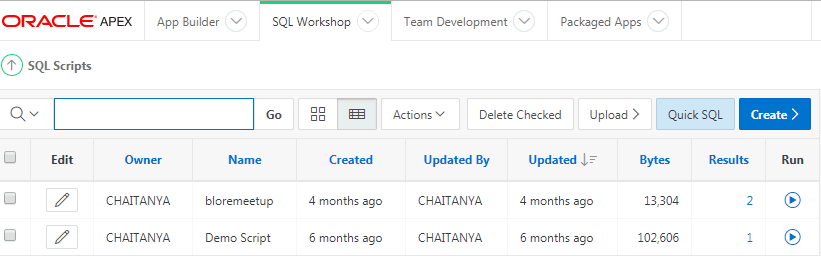 ORACLE APEX App Builder SQL Workshop Team Development Packaged Apps
SQL Scripts
Go Actions Delete Checked Upload Quick SQL Create
Edit Owner Name Created Updated By Updated Bytes Results Run
CHAITANYA bloremeetup 4 months ago CHAITANYA 4 months ago 13,304 2
CHAITANYA Demo Script 6 months ago CHAITANYA 6 months ago 102,606 1